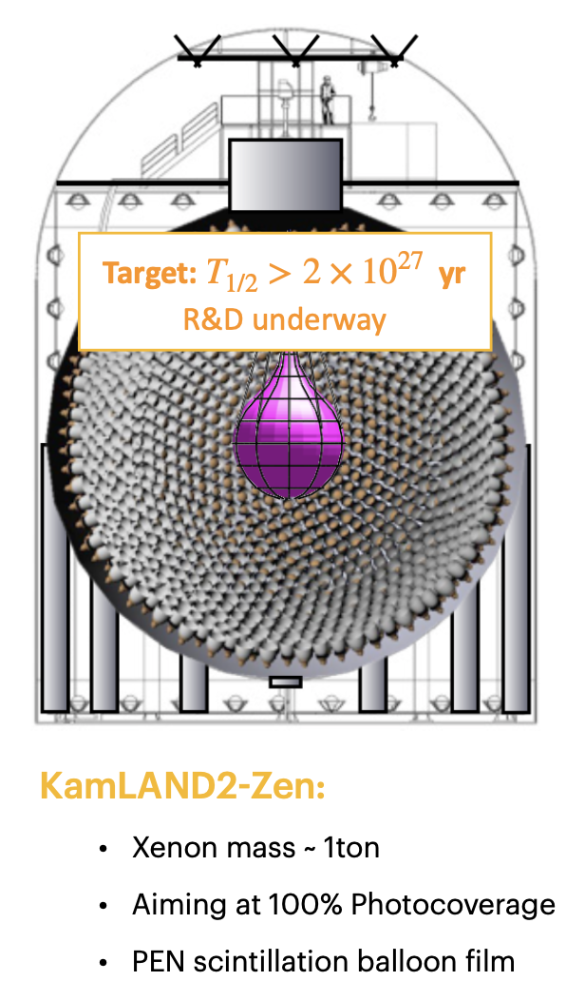 Target: T1/2 > 2 × 10^27 yr
R&D underway
KamLAND2-Zen:
• Xenon mass ~ 1ton
• Aiming at 100% Photocoverage
• PEN scintillation balloon film